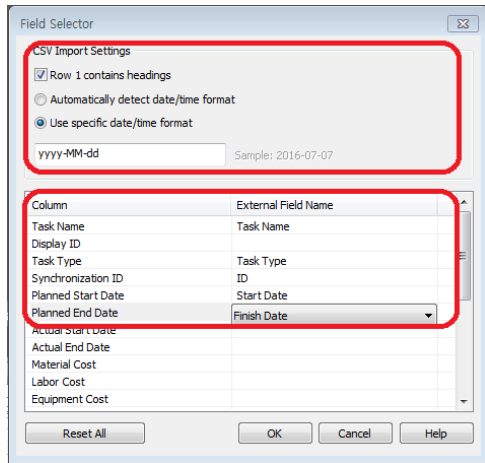 Field Selector
CSV Import Settings
Row 1 contains headings
Automatically detect date/time format
Use specific date/time format
yyyy-MM-dd Sample: 2016-07-07
Column External Field Name
Task Name Task Name
Display ID
Task Type Task Type
Synchronization ID ID
Planned Start Date Start Date
Planned End Date Finish Date
Actual Start Date
Actual End Date
Material Cost
Labor Cost
Equipment Cost
Reset All OK Cancel Help